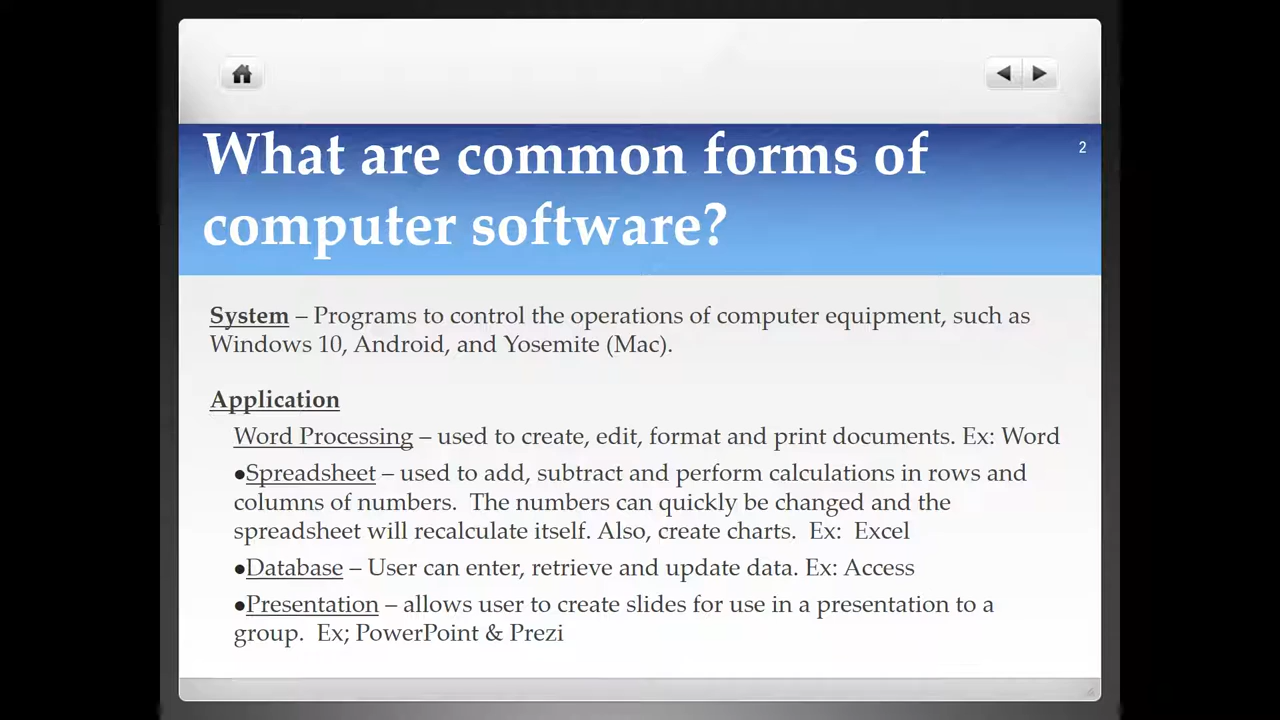 What are common forms of
2
computer software?
System – Programs to control the operations of computer equipment, such as
Windows 10, Android, and Yosemite (Mac).
Application
Word Processing – used to create, edit, format and print documents. Ex: Word
●Spreadsheet – used to add, subtract and perform calculations in rows and
columns of numbers.  The numbers can quickly be changed and the
spreadsheet will recalculate itself. Also, create charts.  Ex:  Excel
●Database – User can enter, retrieve and update data. Ex: Access
●Presentation – allows user to create slides for use in a presentation to a
group.  Ex; PowerPoint & Prezi